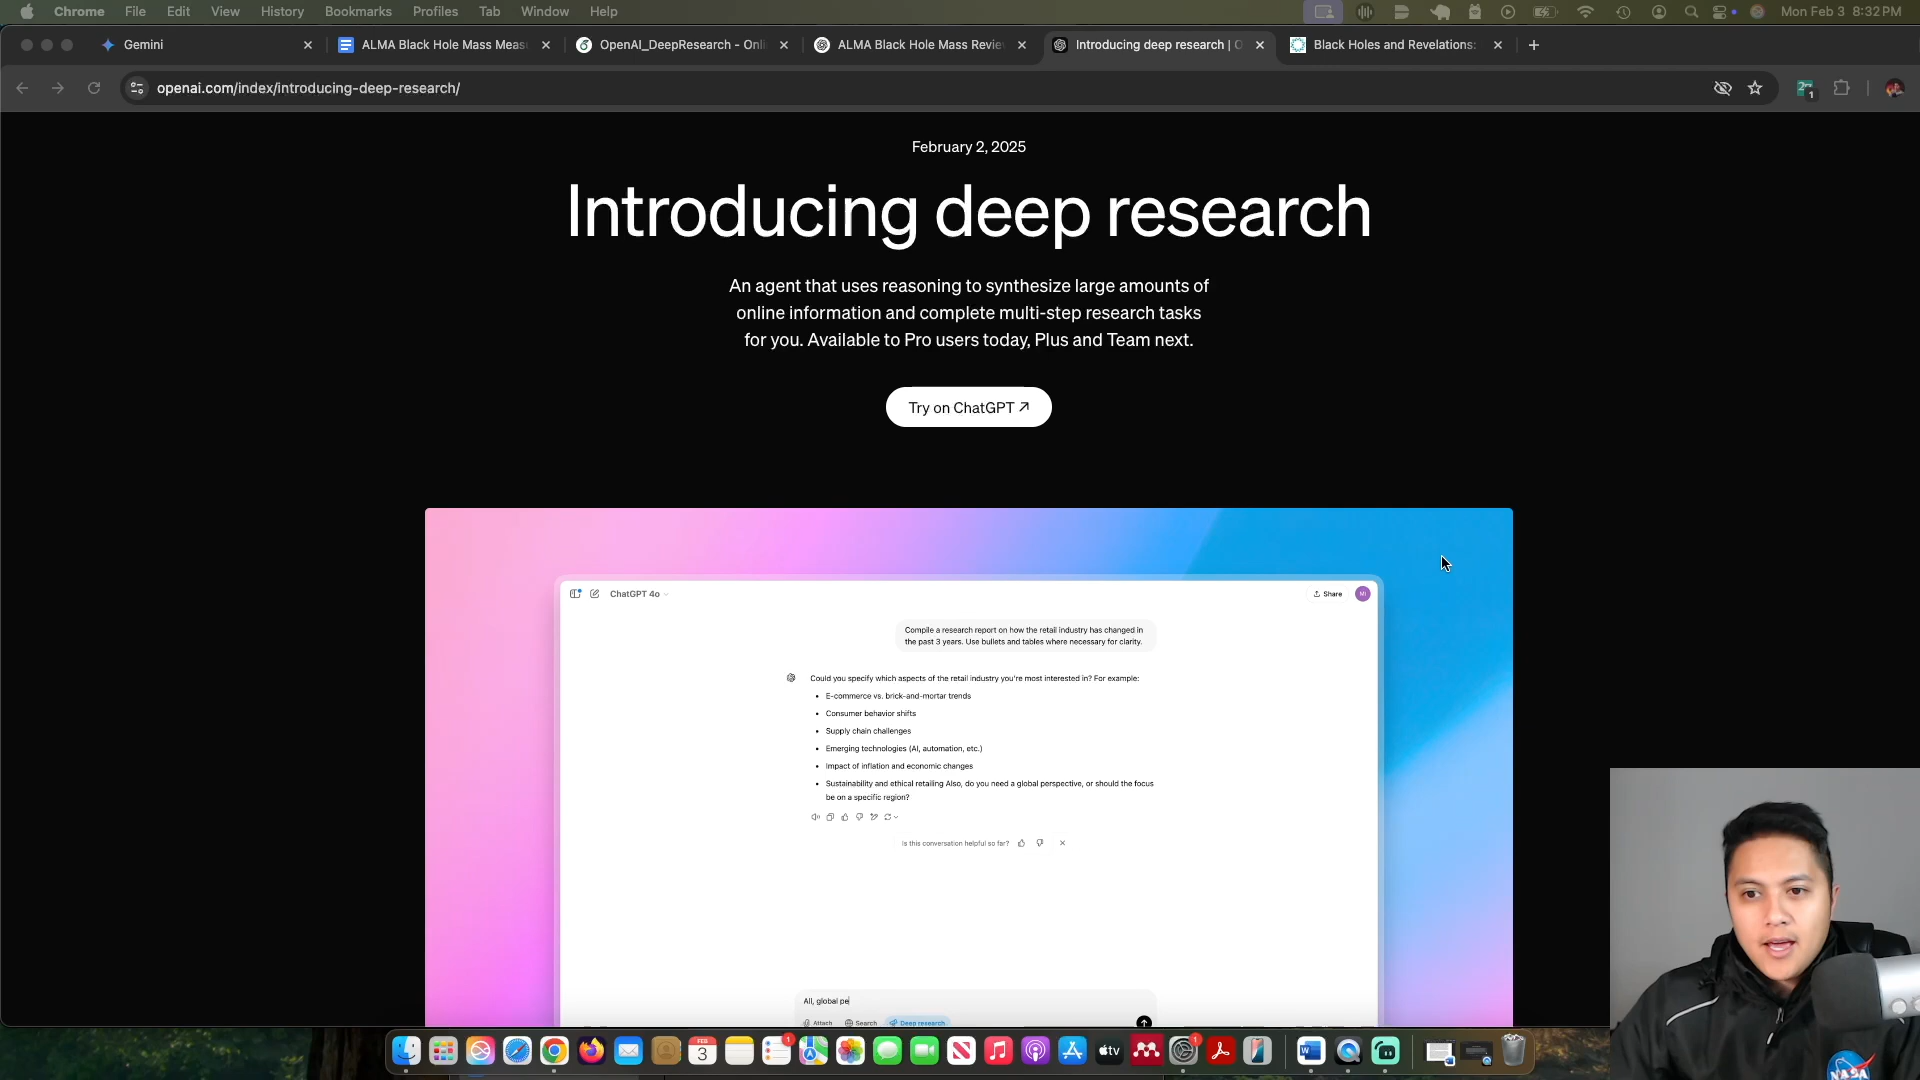 Chrome File Edit View History Bookmarks Profiles Tab Window Help Mon Feb 3 8:32 PM
Gemini
ALMA Black Hole Mass Meas
OpenAI_DeepResearch - Onli
ALMA Black Hole Mass Revie
Introducing deep research | O
Black Holes and Revelations:
openai.com/index/introducing-deep-research/
1
February 2, 2025
Introducing deep research
An agent that uses reasoning to synthesize large amounts of
online information and complete multi-step research tasks
for you. Available to Pro users today, Plus and Team next.
Try on ChatGPT ↗
ChatGPT 4o
Share
MI
Compile a research report on how the retail industry has changed in
the past 3 years. Use bullets and tables where necessary for clarity.
Could you specify which aspects of the retail industry you're most interested in? For example:
• E-commerce vs. brick-and-mortar trends
• Consumer behavior shifts
• Supply chain challenges
• Emerging technologies (AI, automation, etc.)
• Impact of inflation and economic changes
• Sustainability and ethical retailing Also, do you need a global perspective, or should the focus
be on a specific region?
Is this conversation helpful so far?
All, global pe
Attach Search Deep research
FEB
3
1
tv
1
NASA